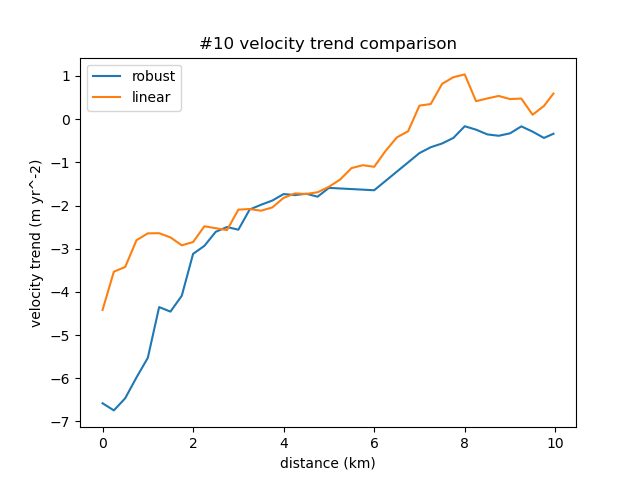 #10 velocity trend comparison
robust
linear
velocity trend (m yr^-2)
1
0
−1
−2
−3
−4
−5
−6
−7
0 2 4 6 8 10
distance (km)